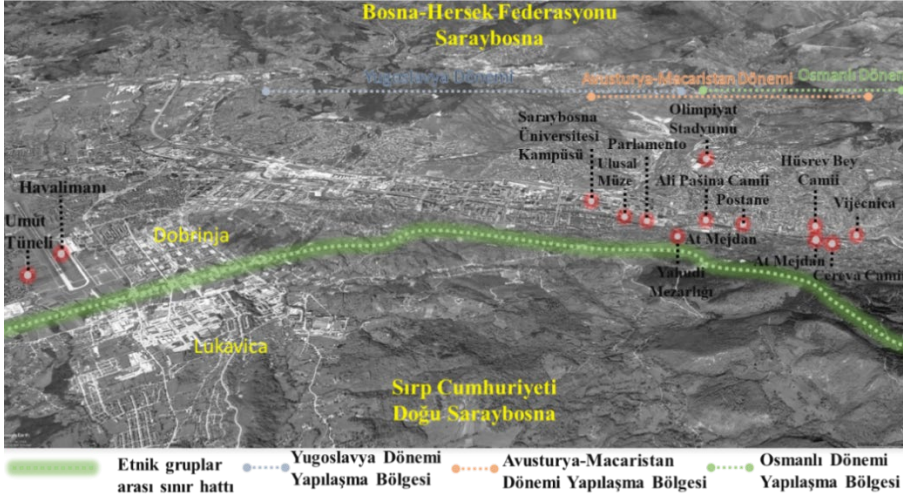 Bosna-Hersek Federasyonu
Saraybosna
Yugoslavya Dönemi
Avusturya-Macaristan Dönemi
Osmanlı Dönemi
Olimpiyat
Stadyumu
Saraybosna
Üniversitesi
Kampüsü
Parlamento
Ulusal
Müze
Ali Paşina Camii
Postane
Hüsrev Bey
Camii
Vijecnica
Havalimanı
Umut
Tüneli
Dobrinja
At Mejdan
At Mejdan
Cereva Camii
Yahudi
Mezarlığı
Lukavica
Sırp Cumhuriyeti
Doğu Saraybosna
Etnik gruplar
arası sınır hattı
Yugoslavya Dönemi
Yapılaşma Bölgesi
Avusturya-Macaristan
Dönemi Yapılaşma Bölgesi
Osmanlı Dönemi
Yapılaşma Bölgesi